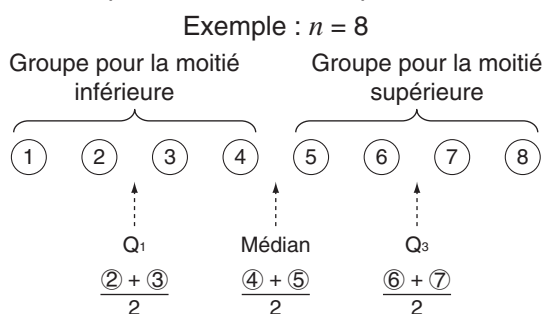 Exemple : n = 8
Groupe pour la moitié inférieure
Groupe pour la moitié supérieure
① ② ③ ④ ⑤ ⑥ ⑦ ⑧
Q1 Médian Q3
② + ③ / 2
④ + ⑤ / 2
⑥ + ⑦ / 2